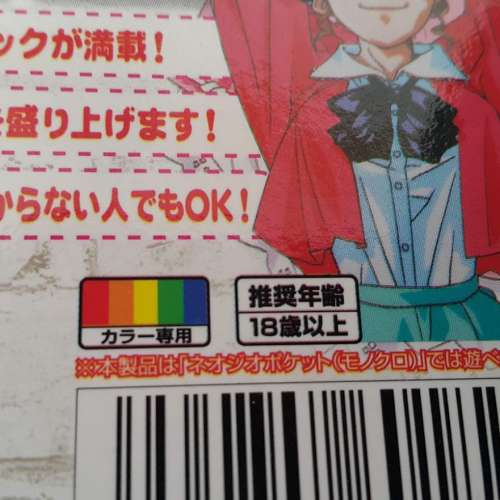 ックが満載!
盛り上げます!
からない人でもOK!
カラー専用
推奨年齢
18歳以上
※本製品は「ネオジオポケット(モノクロ)」では遊べ